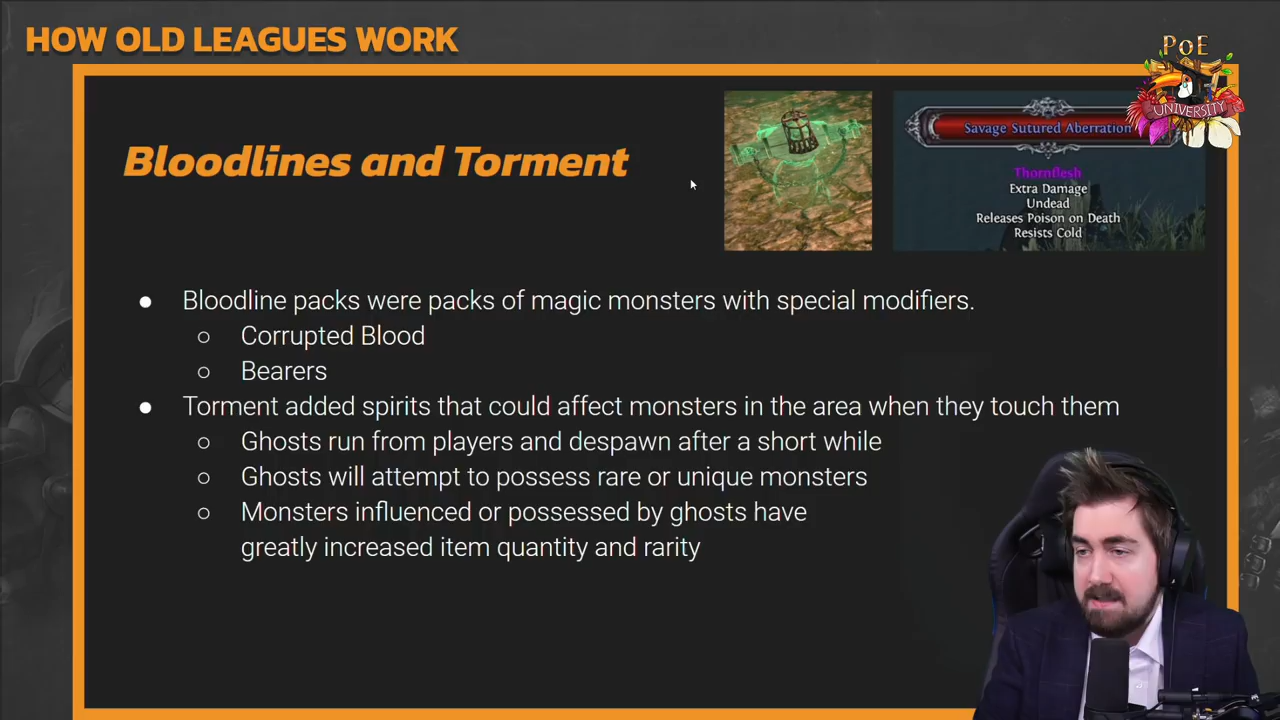 HOW OLD LEAGUES WORK
PoE
UNIVERSITY
Bloodlines and Torment
Savage Sutured Aberration
Thornflesh
Extra Damage
Undead
Releases Poison on Death
Resists Cold
● Bloodline packs were packs of magic monsters with special modifiers.
○ Corrupted Blood
○ Bearers
● Torment added spirits that could affect monsters in the area when they touch them
○ Ghosts run from players and despawn after a short while
○ Ghosts will attempt to possess rare or unique monsters
○ Monsters influenced or possessed by ghosts have
greatly increased item quantity and rarity